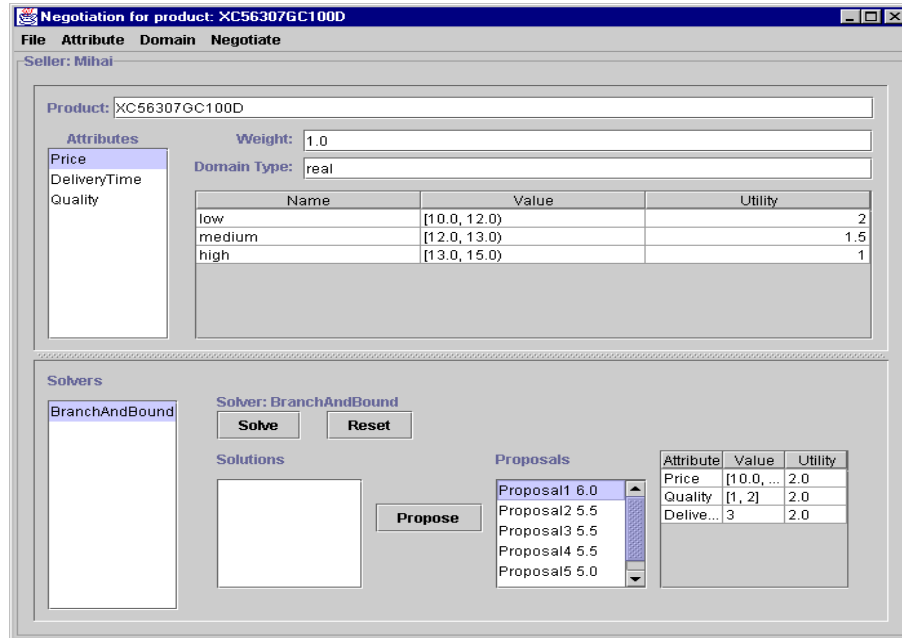 Negotiation for product: XC56307GC100D
File Attribute Domain Negotiate
Seller: Mihai
Product: XC56307GC100D
Attributes
Price
DeliveryTime
Quality
Weight: 1.0
Domain Type: real
Name Value Utility
low [10.0, 12.0) 2
medium [12.0, 13.0) 1.5
high [13.0, 15.0) 1
Solvers
BranchAndBound
Solver: BranchAndBound
Solve Reset
Solutions
Propose
Proposals
Proposal1 6.0
Proposal2 5.5
Proposal3 5.5
Proposal4 5.5
Proposal5 5.0
Attribute Value Utility
Price [10.0, ... 2.0
Quality [1, 2] 2.0
Delive... 3 2.0